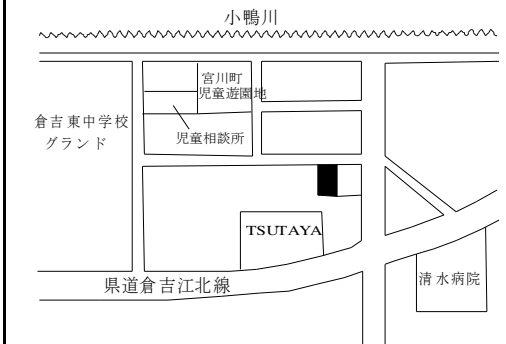 小鴨川
宮川町
児童遊園地
倉吉東中学校
グランド
児童相談所
TSUTAYA
県道倉吉江北線
清水病院